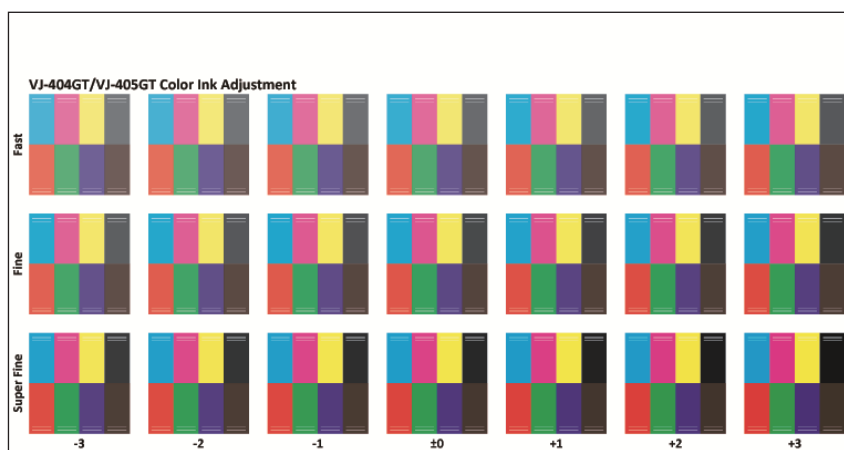 VJ-404GT/VJ-405GT Color Ink Adjustment
Fast
Fine
Super Fine
-3 -2 -1 ±0 +1 +2 +3